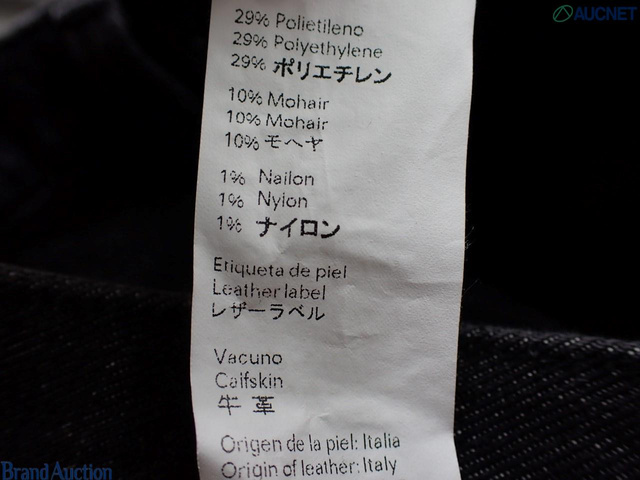 AUCNET
29% Polietileno
29% Polyethylene
29% ポリエチレン
10% Mohair
10% Mohair
10% モヘヤ
1% Nailon
1% Nylon
1% ナイロン
Etiqueta de piel
Leather label
レザーラベル
Vacuno
Calfskin
牛 革
Origen de la piel: Italia
Origin of leather: Italy
Brand Auction